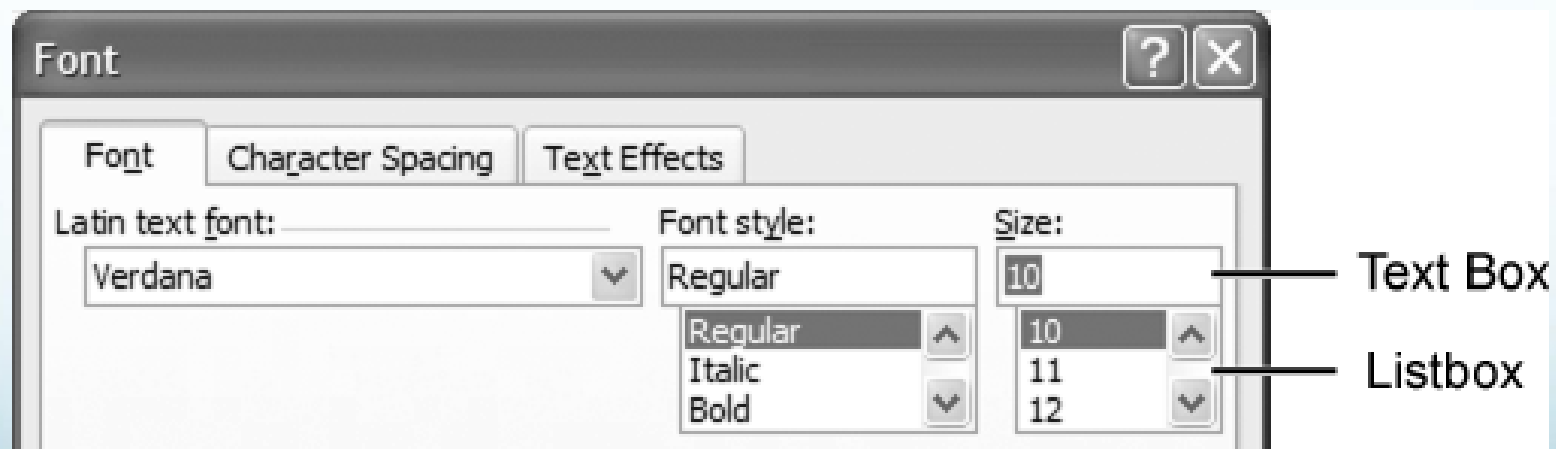 Font
Font Character Spacing Text Effects
Latin text font: Font style: Size:
Verdana Regular 10 Text Box
Regular 10
Italic 11 Listbox
Bold 12